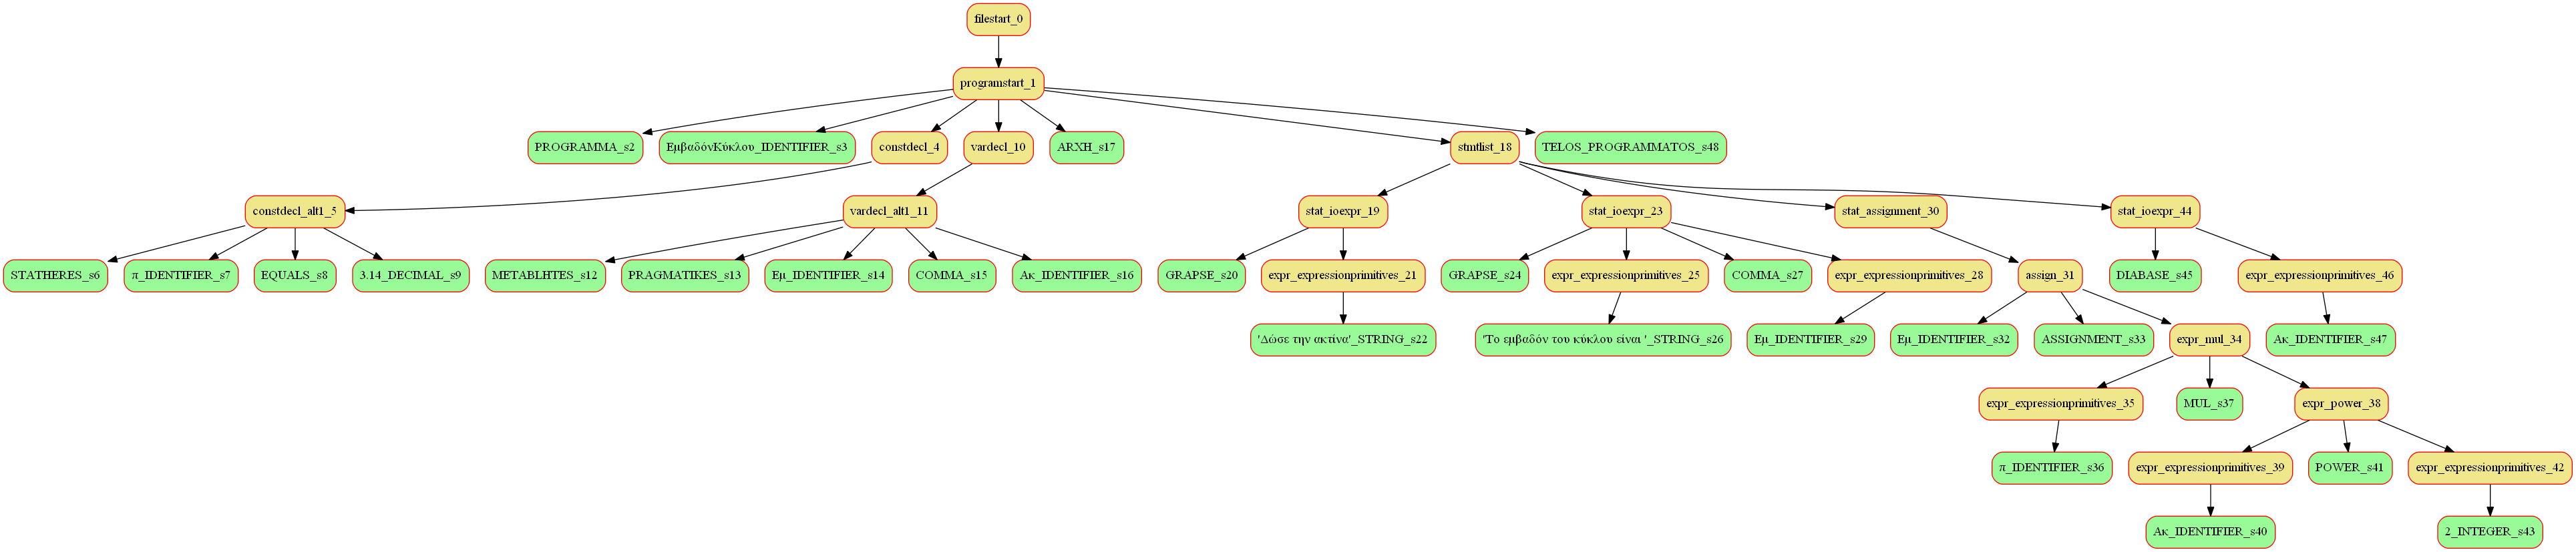 filestart_0
programstart_1
PROGRAMMA_s2
ΕμβαδόνΚύκλου_IDENTIFIER_s3
constdecl_4
vardecl_10
ARXH_s17
stmtlist_18
TELOS_PROGRAMMATOS_s48
constdecl_alt1_5
vardecl_alt1_11
stat_ioexpr_19
stat_ioexpr_23
stat_assignment_30
stat_ioexpr_44
STATHERES_s6
π_IDENTIFIER_s7
EQUALS_s8
3.14_DECIMAL_s9
METABLHTES_s12
PRAGMATIKES_s13
Εμ_IDENTIFIER_s14
COMMA_s15
Ακ_IDENTIFIER_s16
GRAPSE_s20
expr_expressionprimitives_21
GRAPSE_s24
expr_expressionprimitives_25
COMMA_s27
expr_expressionprimitives_28
assign_31
DIABASE_s45
expr_expressionprimitives_46
'Δώσε την ακτίνα'_STRING_s22
'Το εμβαδόν του κύκλου είναι '_STRING_s26
Εμ_IDENTIFIER_s29
Εμ_IDENTIFIER_s32
ASSIGNMENT_s33
expr_mul_34
Ακ_IDENTIFIER_s47
expr_expressionprimitives_35
MUL_s37
expr_power_38
π_IDENTIFIER_s36
expr_expressionprimitives_39
POWER_s41
expr_expressionprimitives_42
Ακ_IDENTIFIER_s40
2_INTEGER_s43